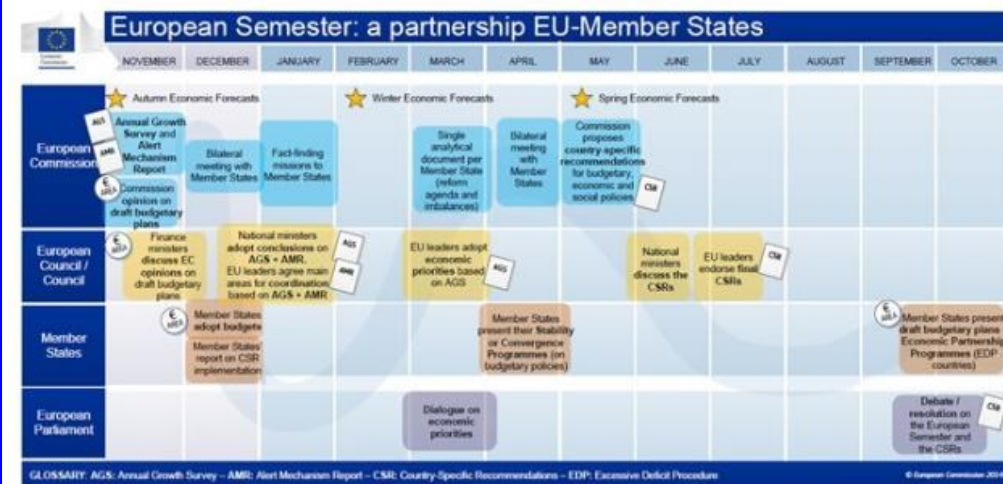 European Semester: a partnership EU-Member States
European
Commission
NOVEMBER
DECEMBER
JANUARY
FEBRUARY
MARCH
APRIL
MAY
JUNE
JULY
AUGUST
SEPTEMBER
OCTOBER
European
Commission
Autumn Economic Forecasts
Winter Economic Forecasts
Spring Economic Forecasts
AGS
AMR
Annual Growth
Survey and
Alert
Mechanism
Report
€
AREA
Commission
opinion on
draft budgetary
plans
Bilateral
meeting with
Member States
Fact-finding
missions to
Member States
Single
analytical
document per
Member State
(reform
agenda and
imbalances)
Bilateral
meeting
with
Member
States
Commission
proposes
country-specific
recommendations
for budgetary,
economic and
social policies
CSR
European
Council /
Council
€
AREA
Finance
ministers
discuss EC
opinions on
draft budgetary
plans
National ministers
adopt conclusions on
AGS + AMR.
EU leaders agree main
areas for coordination
based on AGS + AMR
AGS
AMR
EU leaders adopt
economic
priorities based
on AGS
AGS
National
ministers
discuss the
CSRs
EU leaders
endorse final
CSRs
CSR
Member
States
€
AREA
Member States
adopt budgets
Member States'
report on CSR
implementation
Member States
present their Stability
or Convergence
Programmes (on
budgetary policies)
€
AREA
Member States present
draft budgetary plans
Economic Partnership
Programmes (EDP
countries)
European
Parliament
Dialogue on
economic
priorities
Debate /
resolution on
the European
Semester and
the CSRs
CSR
GLOSSARY: AGS: Annual Growth Survey – AMR: Alert Mechanism Report – CSR: Country-Specific Recommendations – EDP: Excessive Deficit Procedure
© European Commission